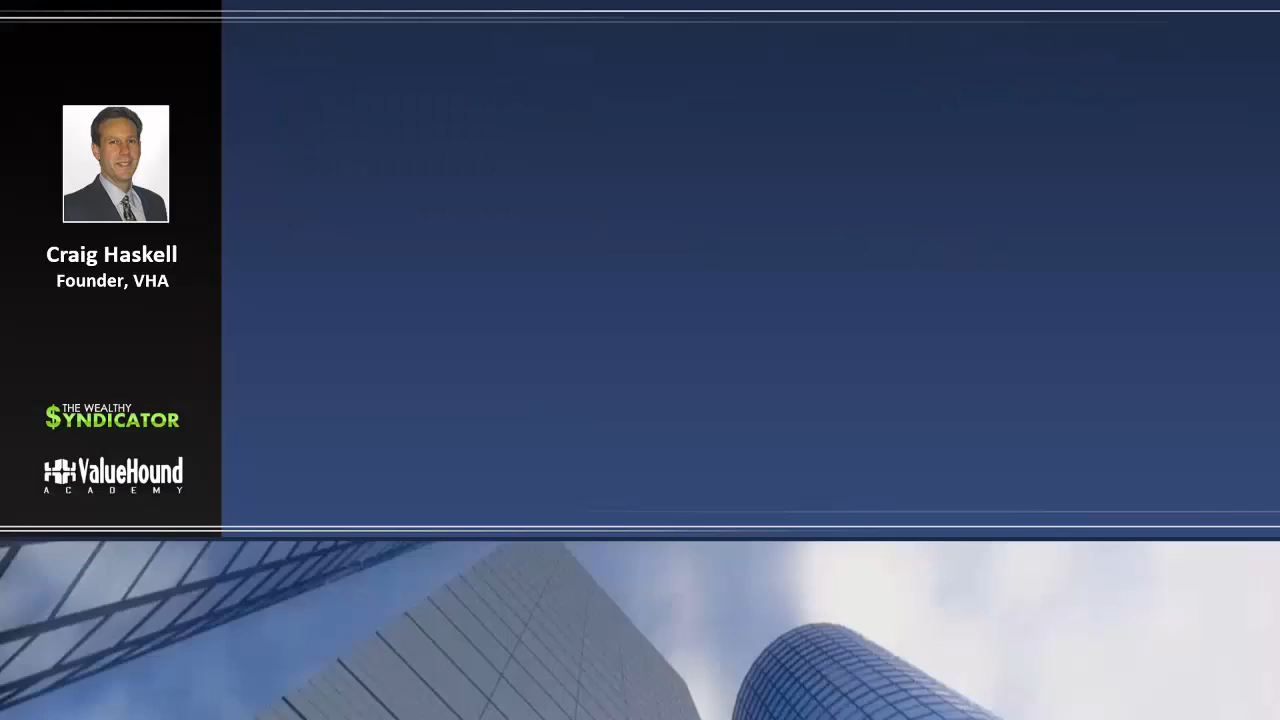 Craig Haskell
Founder, VHA
THE WEALTHY
$YNDICATOR
ValueHound
ACADEMY